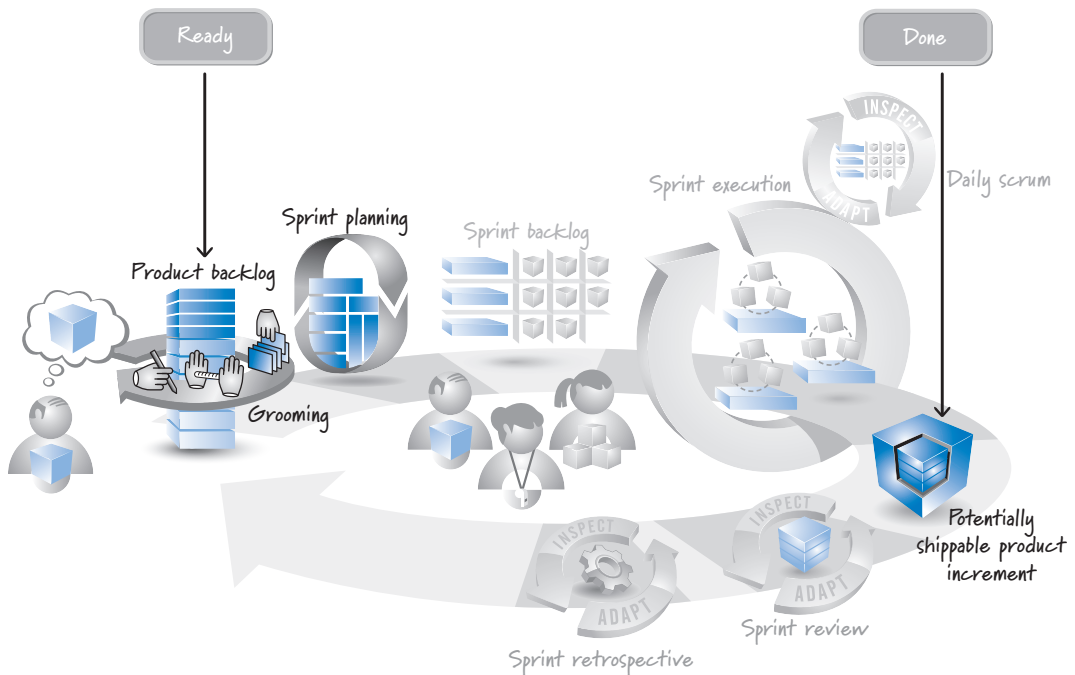 Ready
Done
INSPECT
ADAPT
Daily scrum
Sprint execution
Sprint planning
Sprint backlog
Product backlog
Grooming
Potentially
shippable product
increment
INSPECT
ADAPT
Sprint review
INSPECT
ADAPT
Sprint retrospective